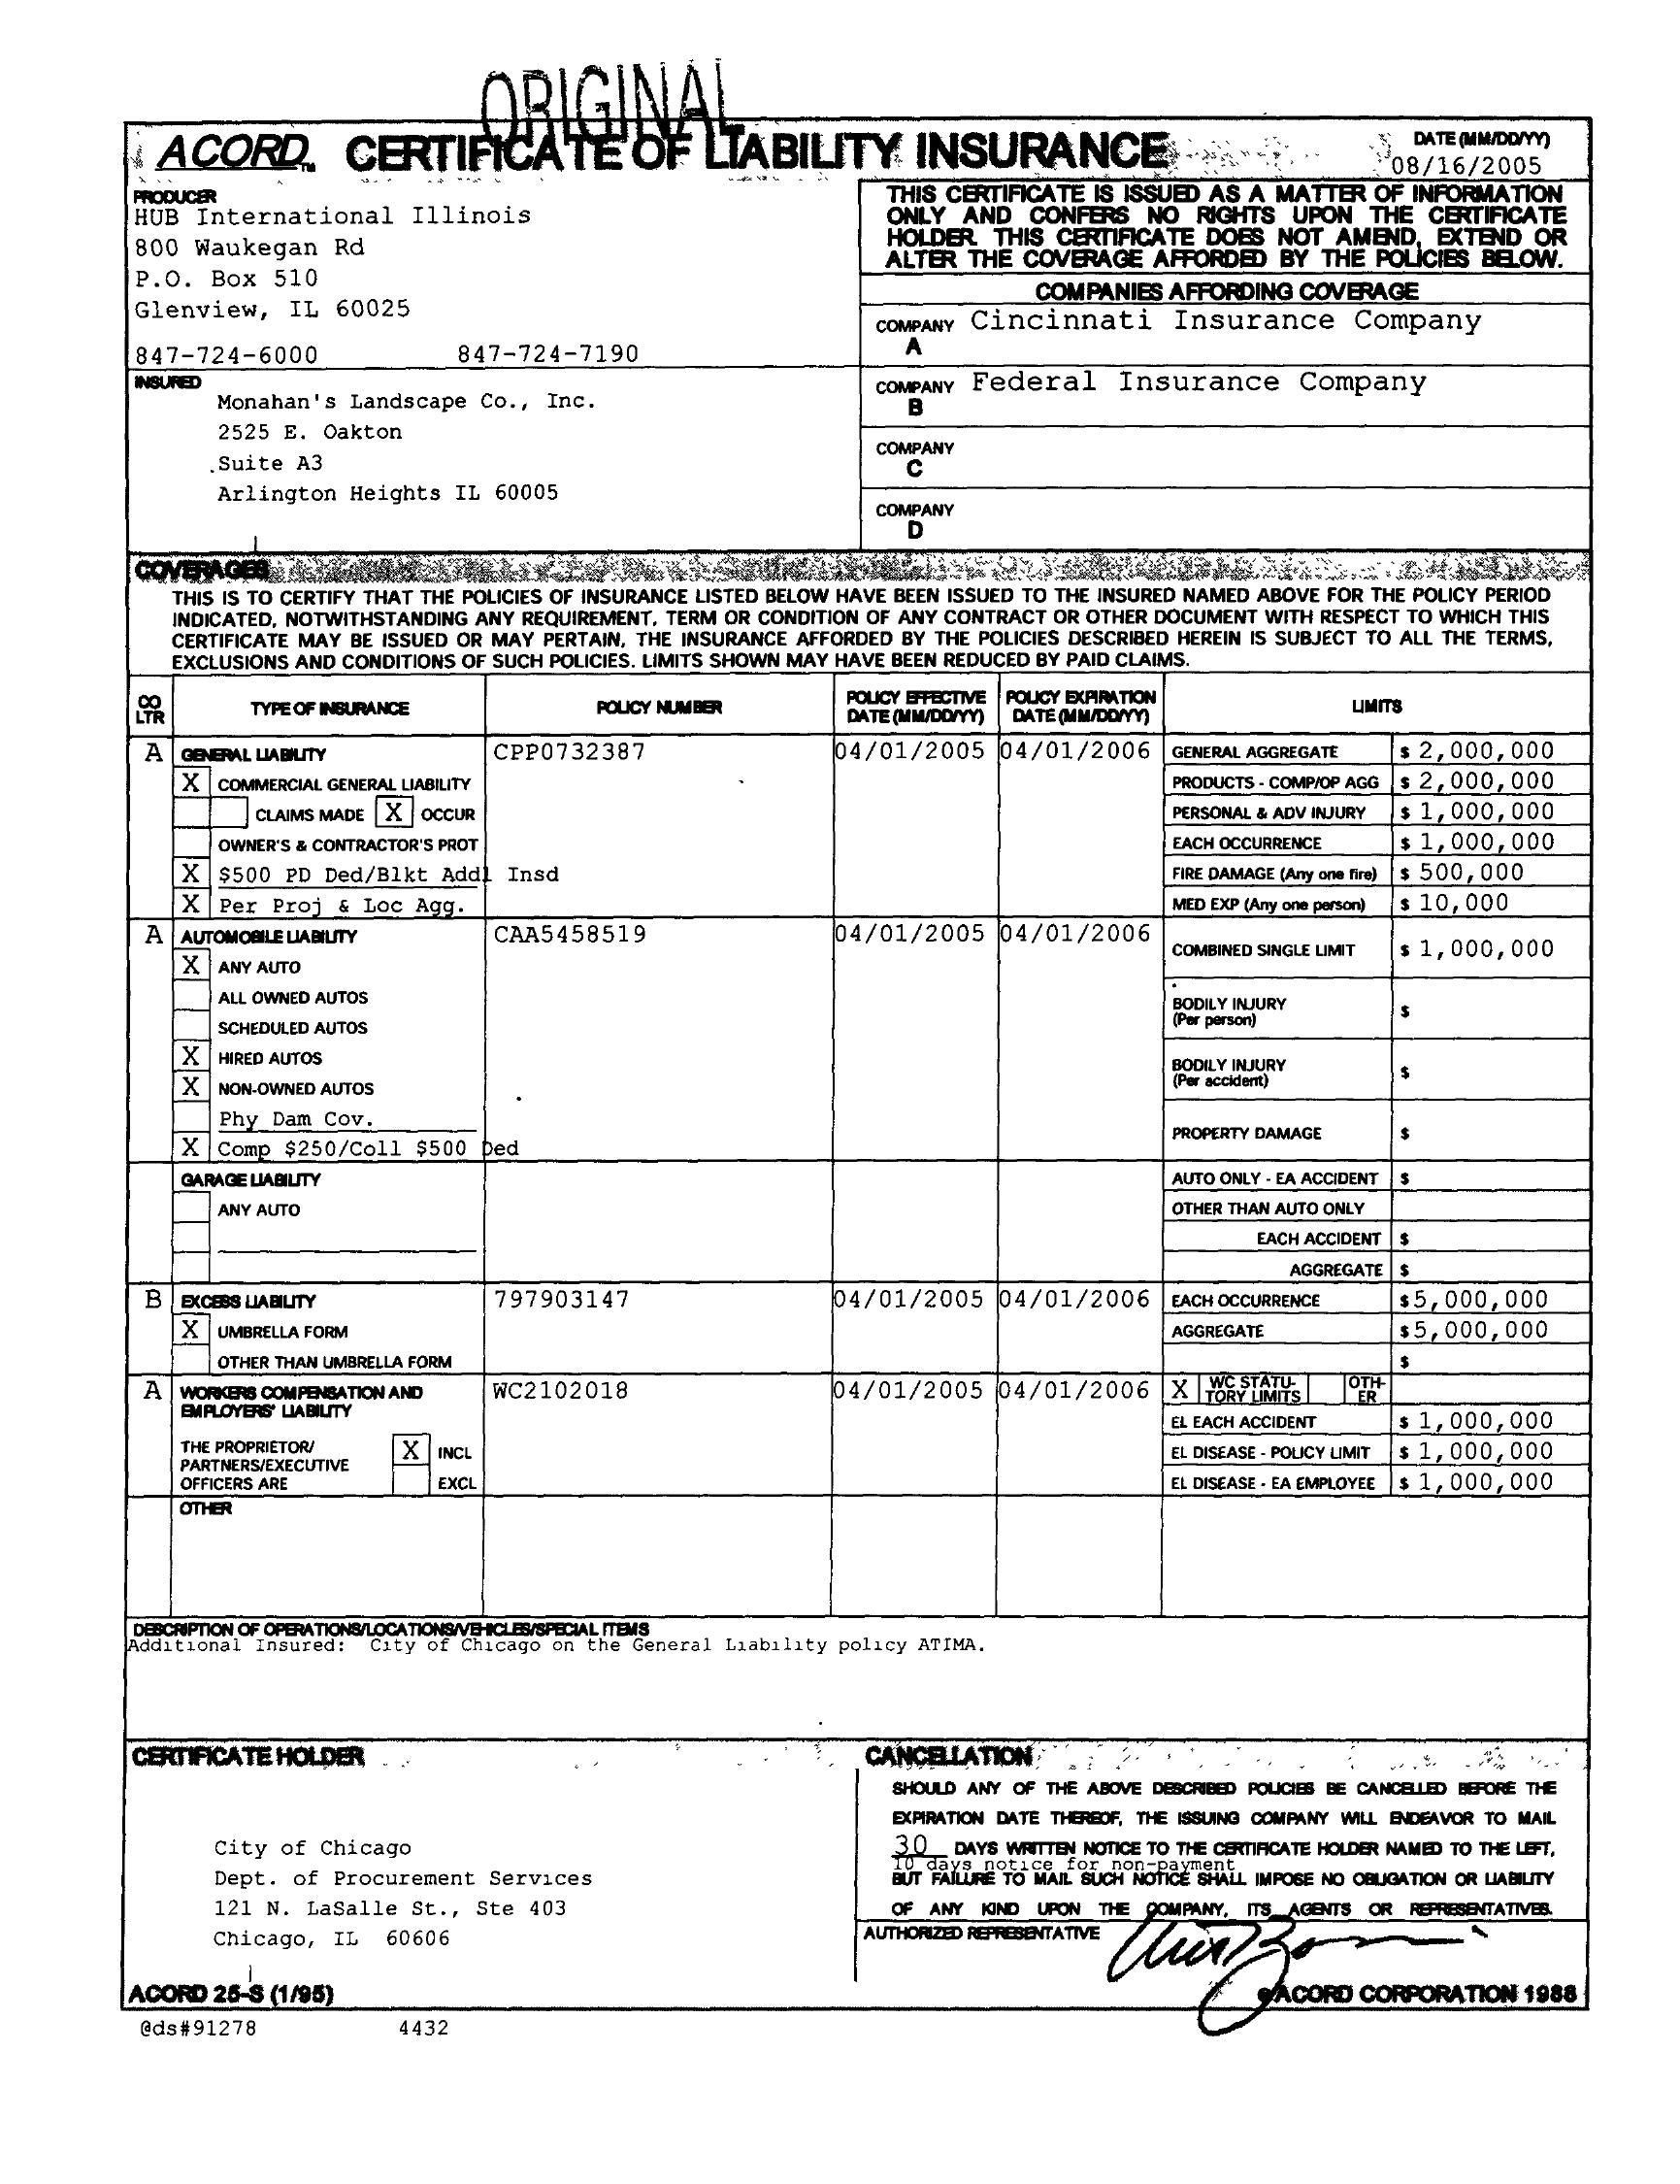 ORIGINAL
ACORD™ CERTIFICATE OF LIABILITY INSURANCE
DATE (MM/DD/YY)
08/16/2005
PRODUCER
HUB International Illinois
800 Waukegan Rd
P.O. Box 510
Glenview, IL 60025
847-724-6000 847-724-7190
THIS CERTIFICATE IS ISSUED AS A MATTER OF INFORMATION
ONLY AND CONFERS NO RIGHTS UPON THE CERTIFICATE
HOLDER. THIS CERTIFICATE DOES NOT AMEND, EXTEND OR
ALTER THE COVERAGE AFFORDED BY THE POLICIES BELOW.
COMPANIES AFFORDING COVERAGE
COMPANY A Cincinnati Insurance Company
INSURED
Monahan's Landscape Co., Inc.
2525 E. Oakton
Suite A3
Arlington Heights IL 60005
COMPANY B Federal Insurance Company
COMPANY C
COMPANY D
COVERAGES
THIS IS TO CERTIFY THAT THE POLICIES OF INSURANCE LISTED BELOW HAVE BEEN ISSUED TO THE INSURED NAMED ABOVE FOR THE POLICY PERIOD
INDICATED, NOTWITHSTANDING ANY REQUIREMENT, TERM OR CONDITION OF ANY CONTRACT OR OTHER DOCUMENT WITH RESPECT TO WHICH THIS
CERTIFICATE MAY BE ISSUED OR MAY PERTAIN, THE INSURANCE AFFORDED BY THE POLICIES DESCRIBED HEREIN IS SUBJECT TO ALL THE TERMS,
EXCLUSIONS AND CONDITIONS OF SUCH POLICIES. LIMITS SHOWN MAY HAVE BEEN REDUCED BY PAID CLAIMS.
CO LTR TYPE OF INSURANCE POLICY NUMBER POLICY EFFECTIVE DATE (MM/DD/YY) POLICY EXPIRATION DATE (MM/DD/YY) LIMITS
A GENERAL LIABILITY CPP0732387 04/01/2005 04/01/2006 GENERAL AGGREGATE $ 2,000,000
X COMMERCIAL GENERAL LIABILITY PRODUCTS - COMP/OP AGG $ 2,000,000
CLAIMS MADE X OCCUR PERSONAL & ADV INJURY $ 1,000,000
OWNER'S & CONTRACTOR'S PROT EACH OCCURRENCE $ 1,000,000
X $500 PD Ded/Blkt Addl Insd FIRE DAMAGE (Any one fire) $ 500,000
X Per Proj & Loc Agg. MED EXP (Any one person) $ 10,000
A AUTOMOBILE LIABILITY CAA5458519 04/01/2005 04/01/2006 COMBINED SINGLE LIMIT $ 1,000,000
X ANY AUTO
ALL OWNED AUTOS BODILY INJURY (Per person) $
SCHEDULED AUTOS
X HIRED AUTOS BODILY INJURY (Per accident) $
X NON-OWNED AUTOS
Phy Dam Cov. PROPERTY DAMAGE $
X Comp $250/Coll $500 Ded
GARAGE LIABILITY AUTO ONLY - EA ACCIDENT $
ANY AUTO OTHER THAN AUTO ONLY
EACH ACCIDENT $
AGGREGATE $
B EXCESS LIABILITY 797903147 04/01/2005 04/01/2006 EACH OCCURRENCE $5,000,000
X UMBRELLA FORM AGGREGATE $5,000,000
OTHER THAN UMBRELLA FORM $
A WORKERS COMPENSATION AND EMPLOYERS' LIABILITY WC2102018 04/01/2005 04/01/2006 X WC STATU-TORY LIMITS OTH-ER
EL EACH ACCIDENT $ 1,000,000
THE PROPRIETOR/ PARTNERS/EXECUTIVE OFFICERS ARE X INCL EL DISEASE - POLICY LIMIT $ 1,000,000
EXCL EL DISEASE - EA EMPLOYEE $ 1,000,000
OTHER
DESCRIPTION OF OPERATIONS/LOCATIONS/VEHICLES/SPECIAL ITEMS
Additional Insured: City of Chicago on the General Liability policy ATIMA.
CERTIFICATE HOLDER
City of Chicago
Dept. of Procurement Services
121 N. LaSalle St., Ste 403
Chicago, IL 60606
CANCELLATION
SHOULD ANY OF THE ABOVE DESCRIBED POLICIES BE CANCELLED BEFORE THE
EXPIRATION DATE THEREOF, THE ISSUING COMPANY WILL ENDEAVOR TO MAIL
30 DAYS WRITTEN NOTICE TO THE CERTIFICATE HOLDER NAMED TO THE LEFT,
10 days notice for non-payment
BUT FAILURE TO MAIL SUCH NOTICE SHALL IMPOSE NO OBLIGATION OR LIABILITY
OF ANY KIND UPON THE COMPANY, ITS AGENTS OR REPRESENTATIVES.
AUTHORIZED REPRESENTATIVE
ACORD 25-S (1/95) ©ACORD CORPORATION 1988
@ds#91278 4432